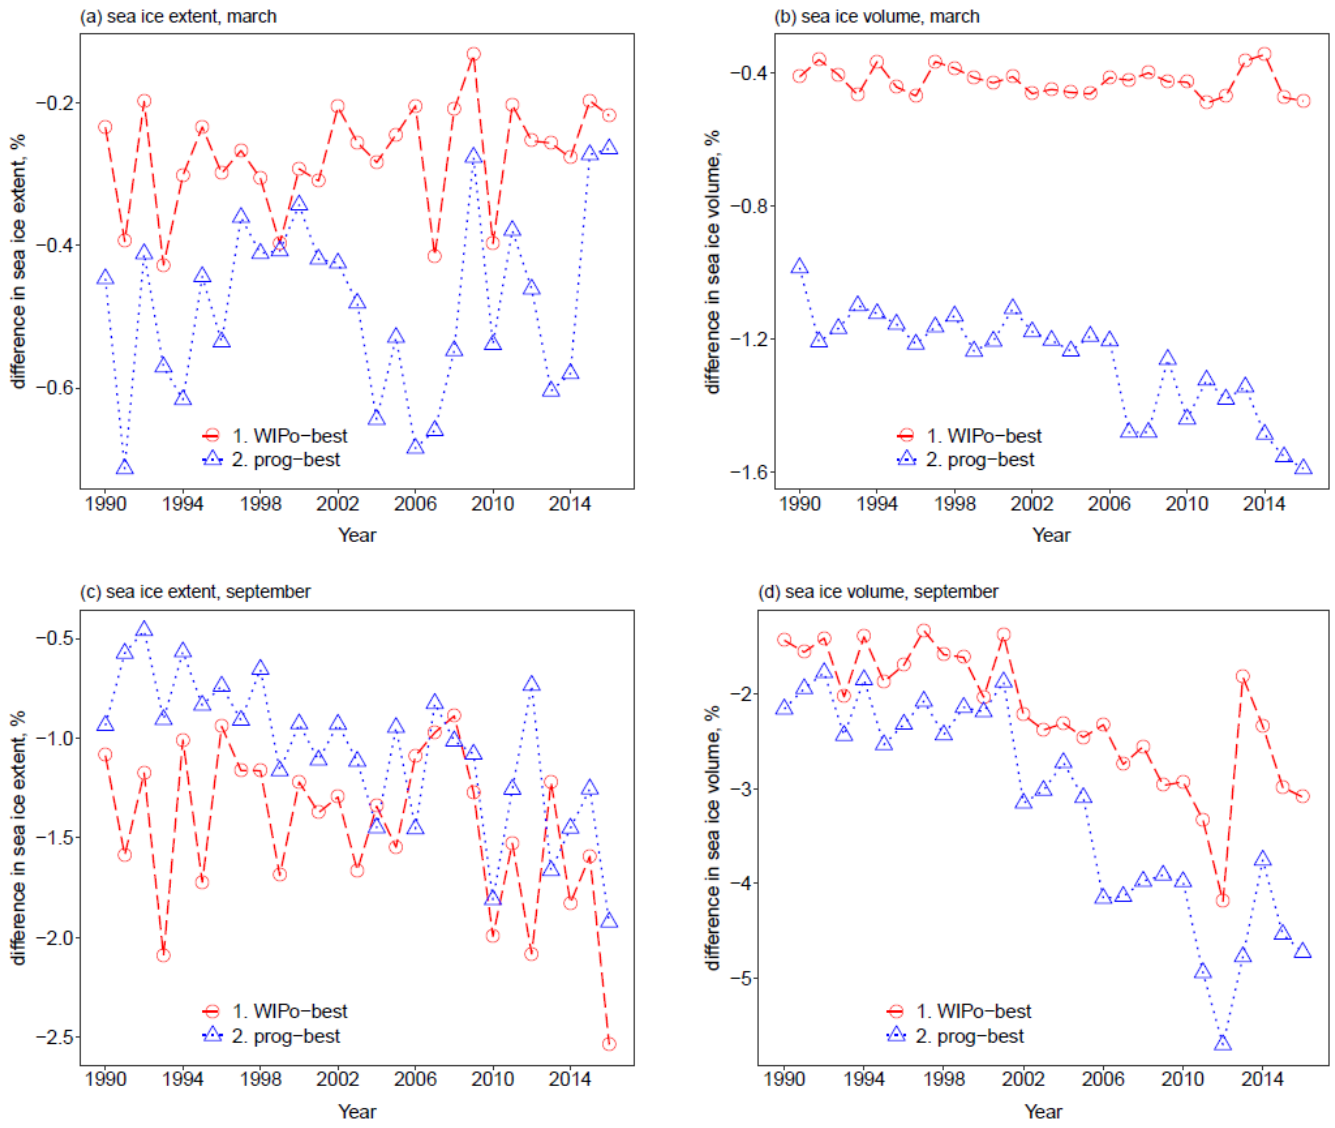 (a) sea ice extent, march
difference in sea ice extent, %
−0.2
−0.4
−0.6
1. WIPo−best
2. prog−best
1990 1994 1998 2002 2006 2010 2014
Year
(b) sea ice volume, march
difference in sea ice volume, %
−0.4
−0.8
−1.2
−1.6
1. WIPo−best
2. prog−best
1990 1994 1998 2002 2006 2010 2014
Year
(c) sea ice extent, september
difference in sea ice extent, %
−0.5
−1.0
−1.5
−2.0
−2.5
1. WIPo−best
2. prog−best
1990 1994 1998 2002 2006 2010 2014
Year
(d) sea ice volume, september
difference in sea ice volume, %
−2
−3
−4
−5
1. WIPo−best
2. prog−best
1990 1994 1998 2002 2006 2010 2014
Year